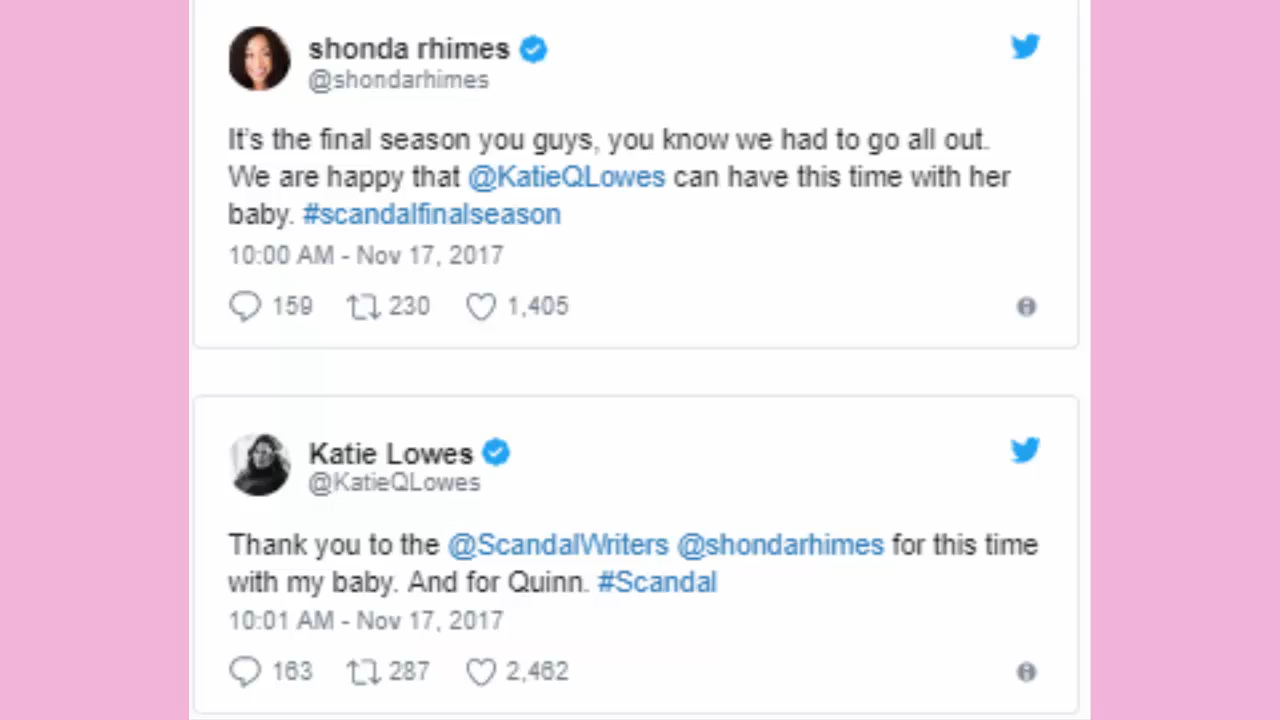 shonda rhimes
@shondarhimes
It's the final season you guys, you know we had to go all out.
We are happy that @KatieQLowes can have this time with her
baby. #scandalfinalseason
10:00 AM - Nov 17, 2017
159 230 1,405
Katie Lowes
@KatieQLowes
Thank you to the @ScandalWriters @shondarhimes for this time
with my baby. And for Quinn. #Scandal
10:01 AM - Nov 17, 2017
163 287 2,462